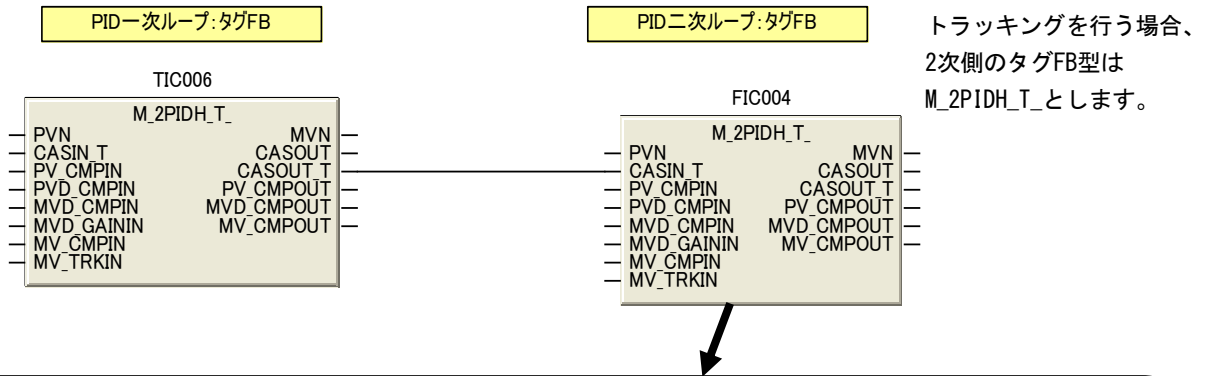 PID一次ループ:タグFB
PID二次ループ:タグFB
トラッキングを行う場合、
2次側のタグFB型は
M_2PIDH_T_とします。
TIC006
M_2PIDH_T_
PVN MVN
CASIN_T CASOUT
PV_CMPIN CASOUT_T
PVD_CMPIN PV_CMPOUT
MVD_CMPIN MVD_CMPOUT
MVD_GAININ MV_CMPOUT
MV_CMPIN
MV_TRKIN
FIC004
M_2PIDH_T_
PVN MVN
CASIN_T CASOUT
PV_CMPIN CASOUT_T
PVD_CMPIN PV_CMPOUT
MVD_CMPIN MVD_CMPOUT
MVD_GAININ MV_CMPOUT
MV_CMPIN
MV_TRKIN